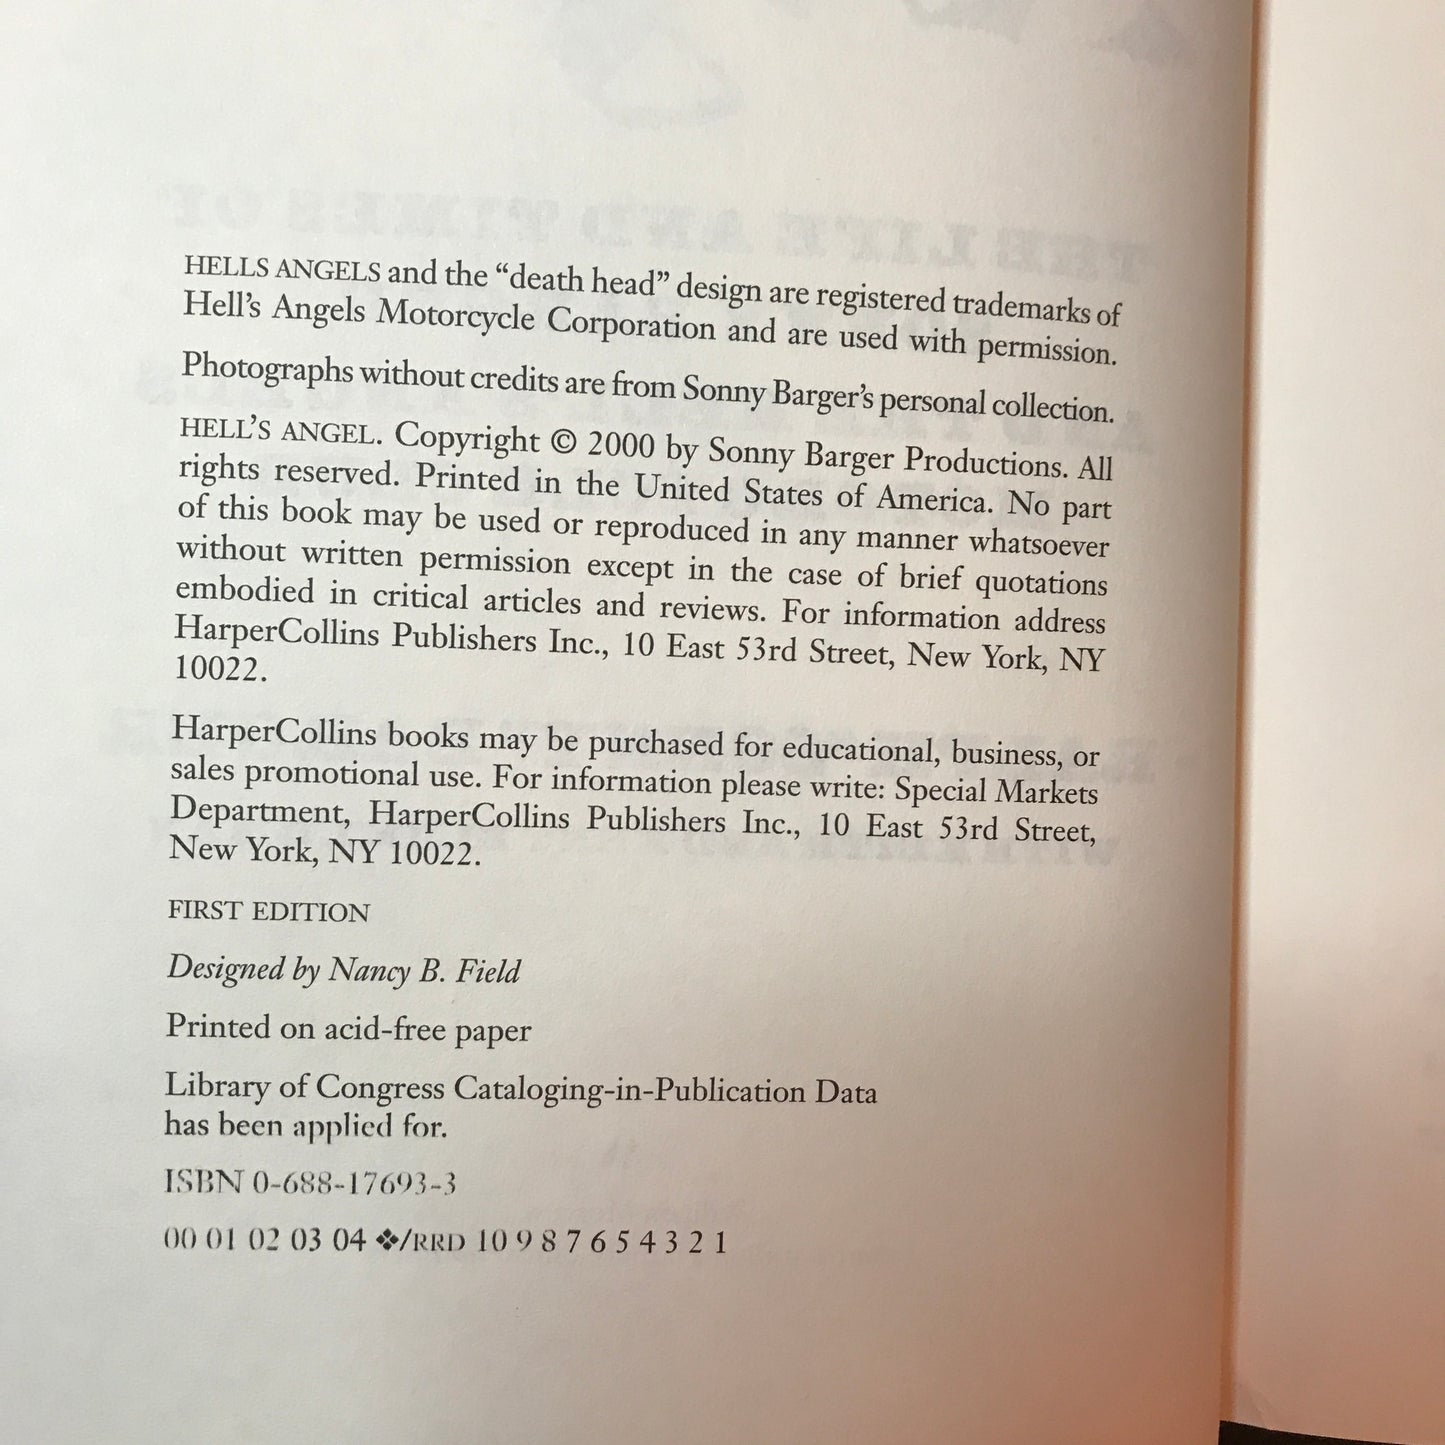 HELLS ANGELS and the “death head” design are registered trademarks of
Hell’s Angels Motorcycle Corporation and are used with permission.
Photographs without credits are from Sonny Barger’s personal collection.
HELL’S ANGEL. Copyright © 2000 by Sonny Barger Productions. All
rights reserved. Printed in the United States of America. No part
of this book may be used or reproduced in any manner whatsoever
without written permission except in the case of brief quotations
embodied in critical articles and reviews. For information address
HarperCollins Publishers Inc., 10 East 53rd Street, New York, NY
10022.
HarperCollins books may be purchased for educational, business, or
sales promotional use. For information please write: Special Markets
Department, HarperCollins Publishers Inc., 10 East 53rd Street,
New York, NY 10022.
FIRST EDITION
Designed by Nancy B. Field
Printed on acid-free paper
Library of Congress Cataloging-in-Publication Data
has been applied for.
ISBN 0-688-17693-3
00 01 02 03 04 ❖/RRD 10 9 8 7 6 5 4 3 2 1